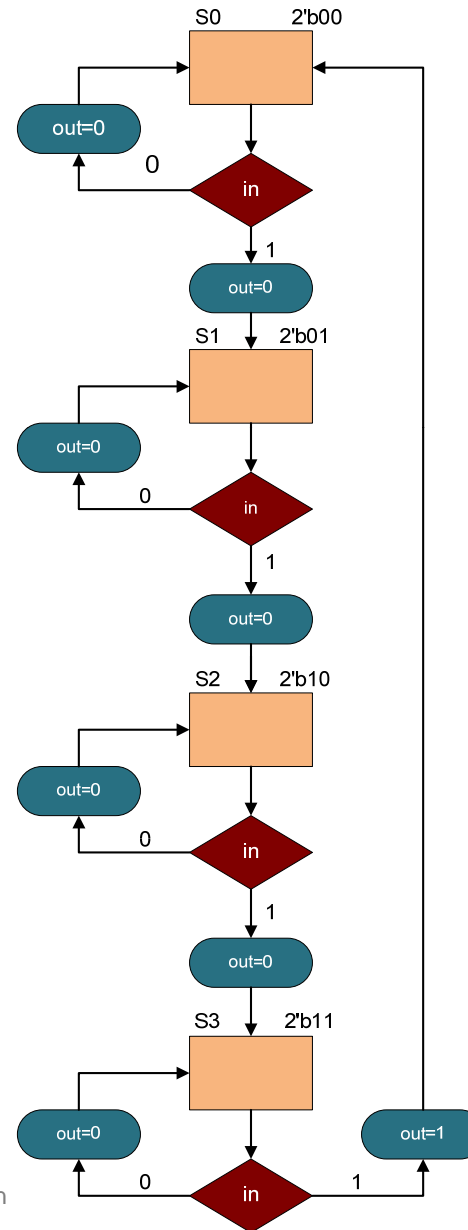 S0 2'b00
out=0
0
in
1
out=0
S1 2'b01
out=0
0
in
1
out=0
S2 2'b10
out=0
0
in
1
out=0
S3 2'b11
out=0
out=1
0
in
1